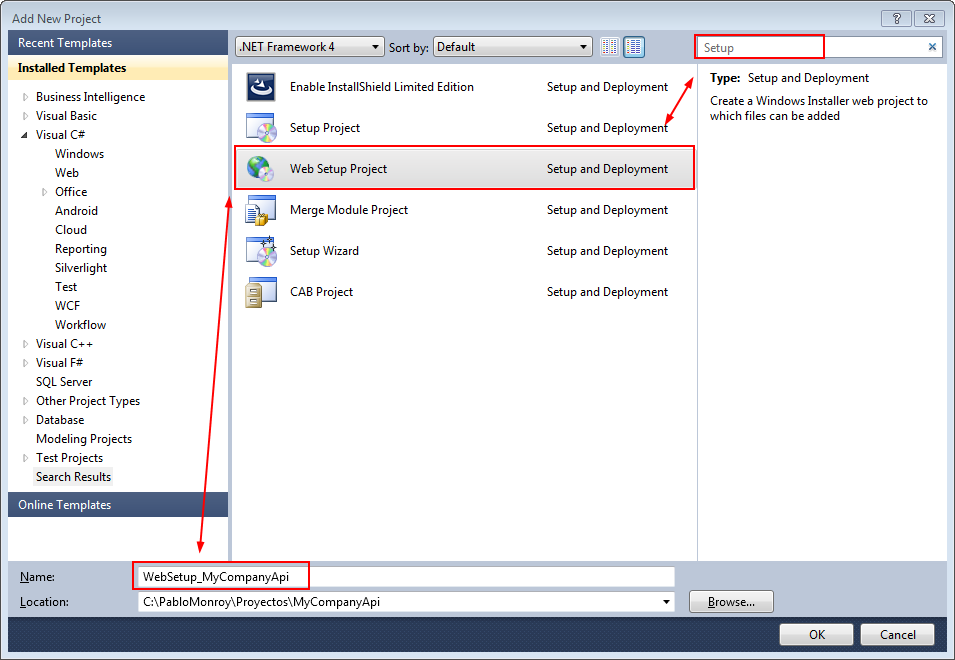 Add New Project
Recent Templates
Installed Templates
Business Intelligence
Visual Basic
Visual C#
Windows
Web
Office
Android
Cloud
Reporting
Silverlight
Test
WCF
Workflow
Visual C++
Visual F#
SQL Server
Other Project Types
Database
Modeling Projects
Test Projects
Search Results
Online Templates
.NET Framework 4 Sort by: Default
Enable InstallShield Limited Edition Setup and Deployment
Setup Project Setup and Deployment
Web Setup Project Setup and Deployment
Merge Module Project Setup and Deployment
Setup Wizard Setup and Deployment
CAB Project Setup and Deployment
Setup
Type: Setup and Deployment
Create a Windows Installer web project to
which files can be added
Name: WebSetup_MyCompanyApi
Location: C:\PabloMonroy\Proyectos\MyCompanyApi Browse...
OK Cancel